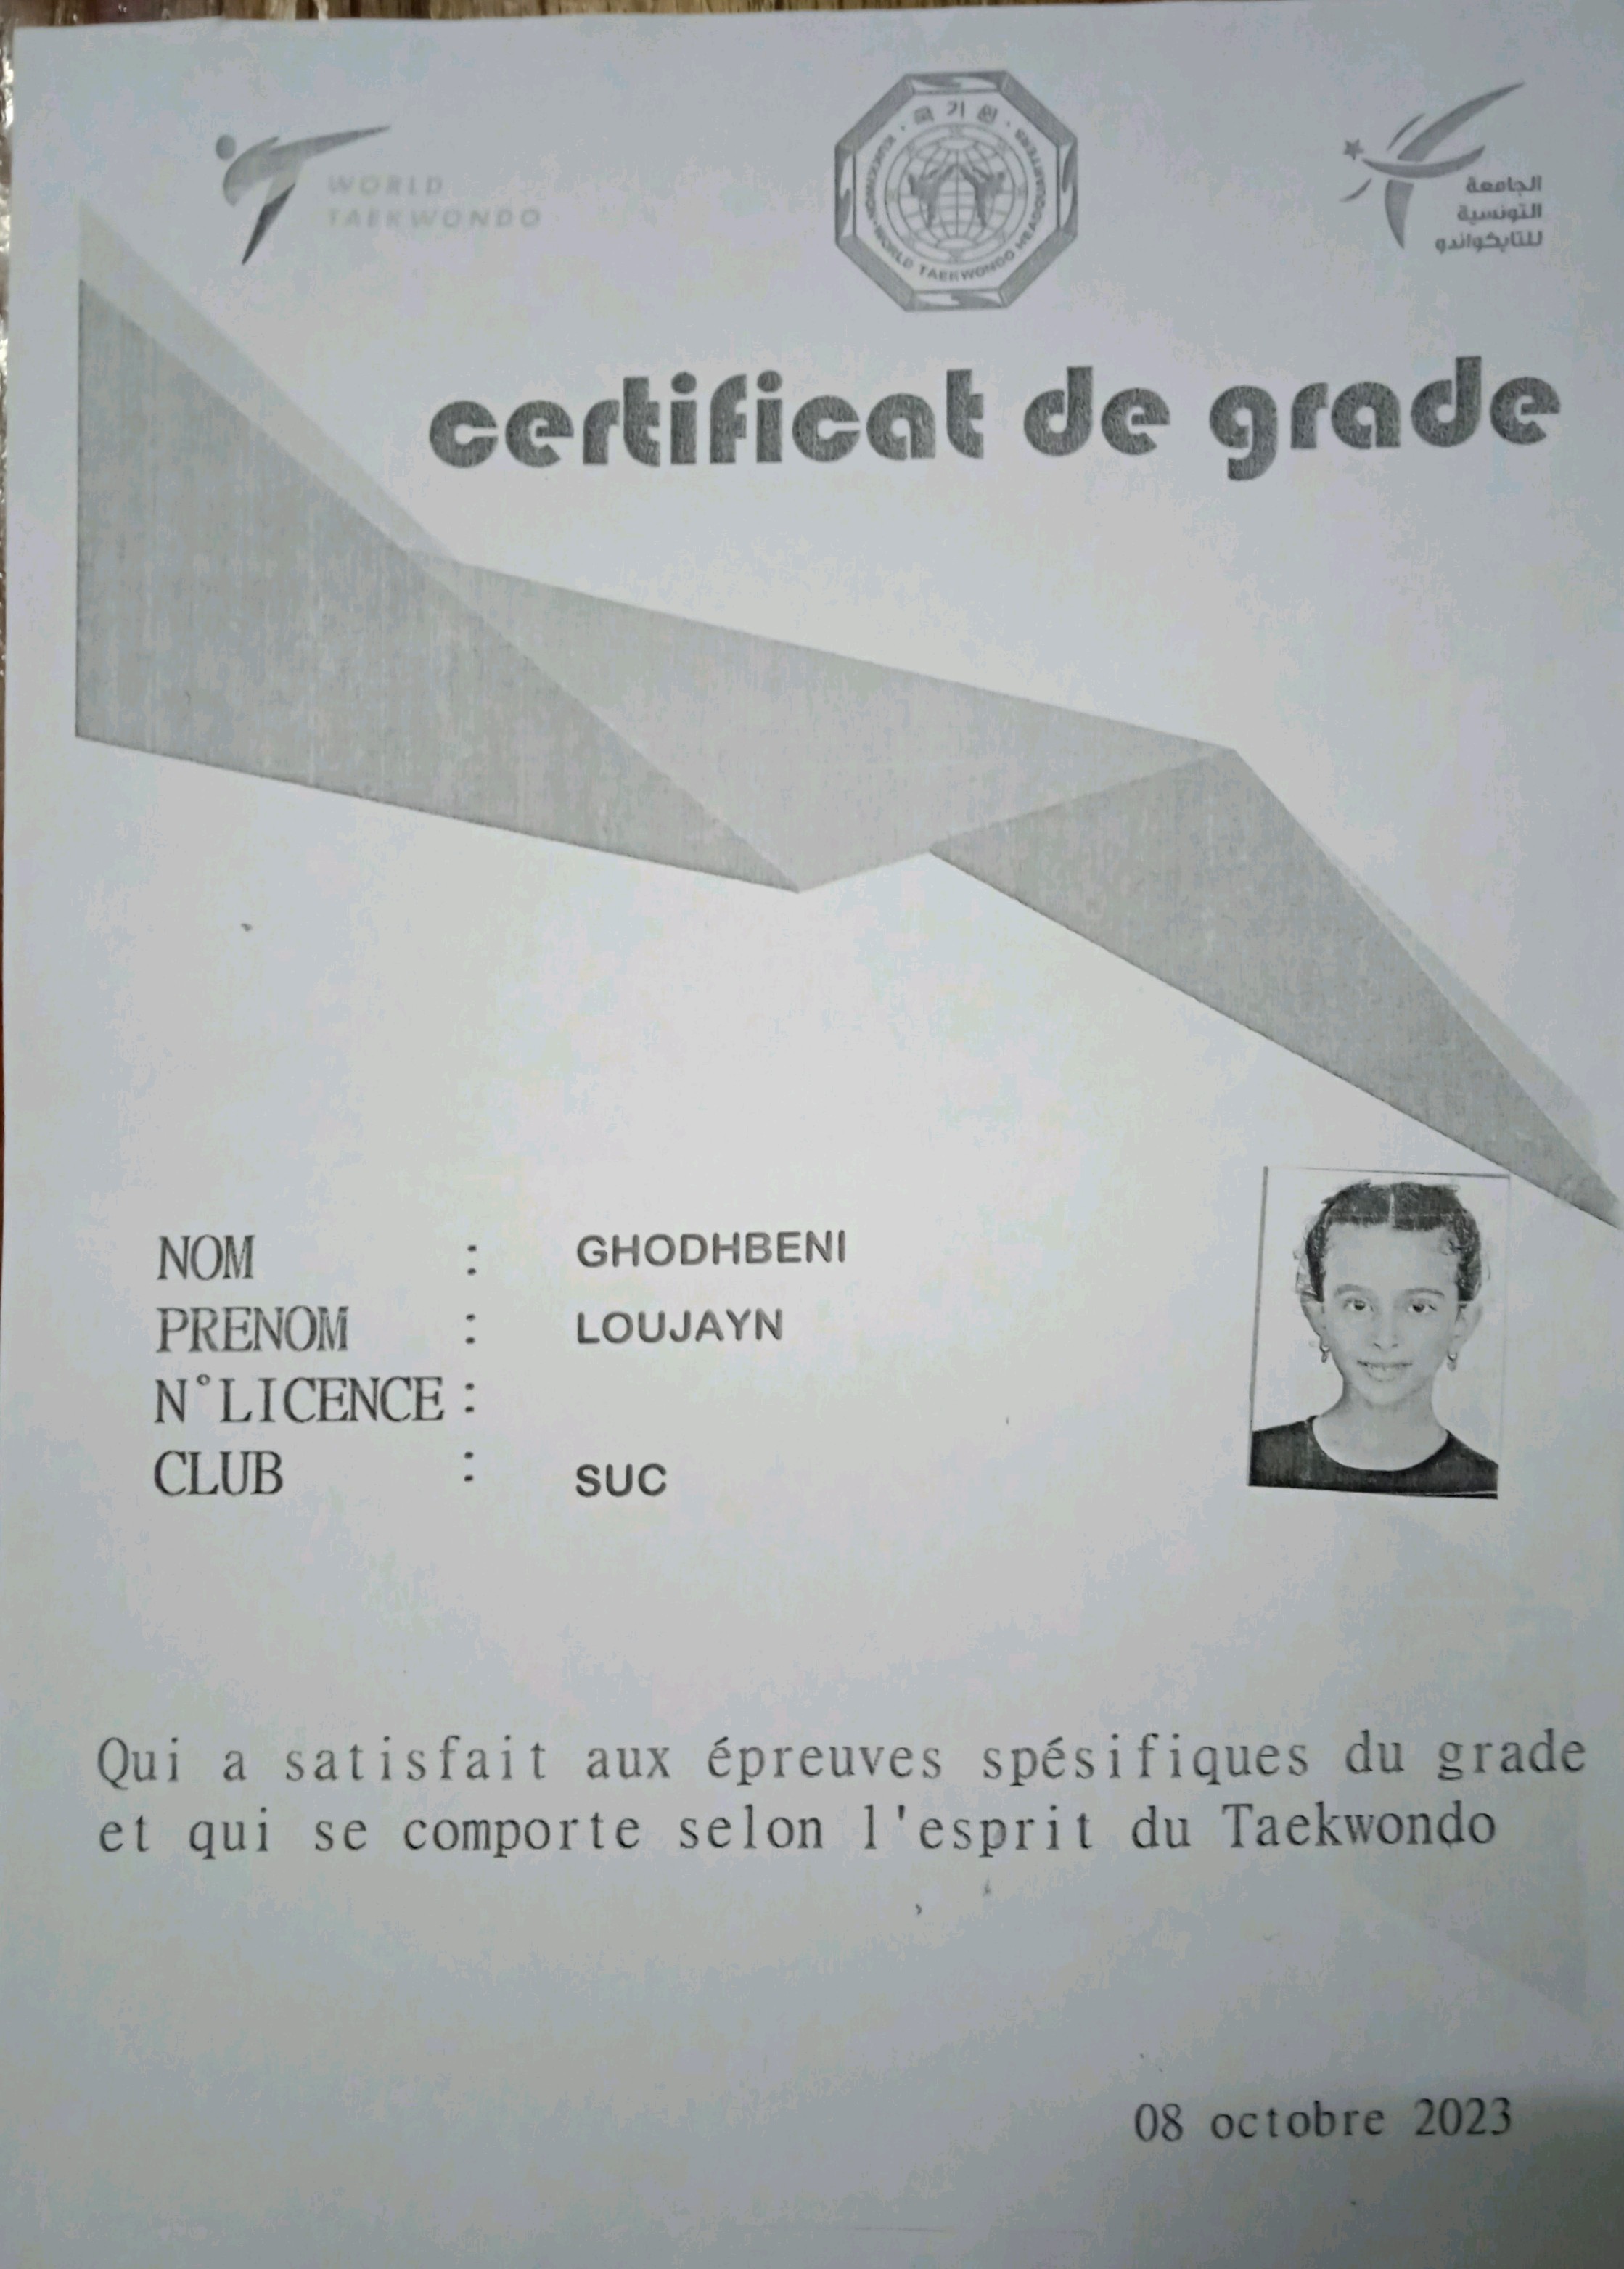 WORLD
TAEKWONDO
국기원
KUKKIWON·WORLD TAEKWONDO HEADQUARTERS
الجامعة
التونسية
للتايكواندو
certificat de grade
NOM : GHODHBENI
PRENOM : LOUJAYN
N°LICENCE :
CLUB : SUC
Qui a satisfait aux épreuves spésifiques du grade
et qui se comporte selon l'esprit du Taekwondo
08 octobre 2023